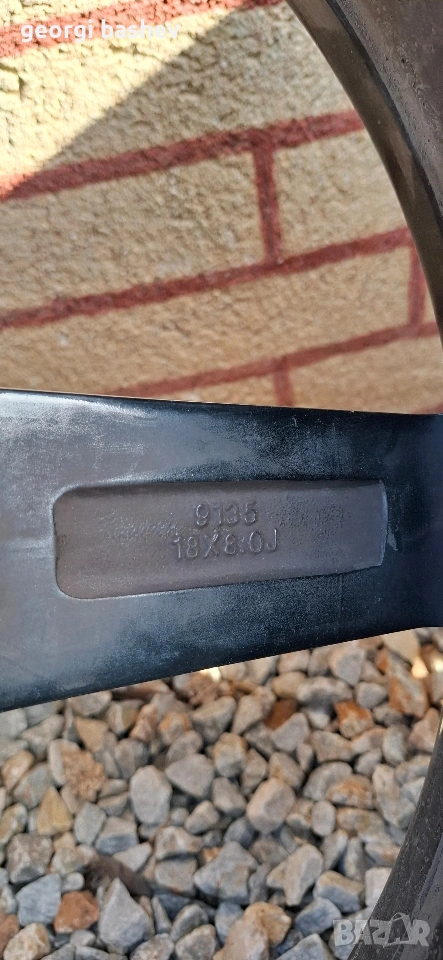 georgi bashev
9135
18X8.0J
BAZAR